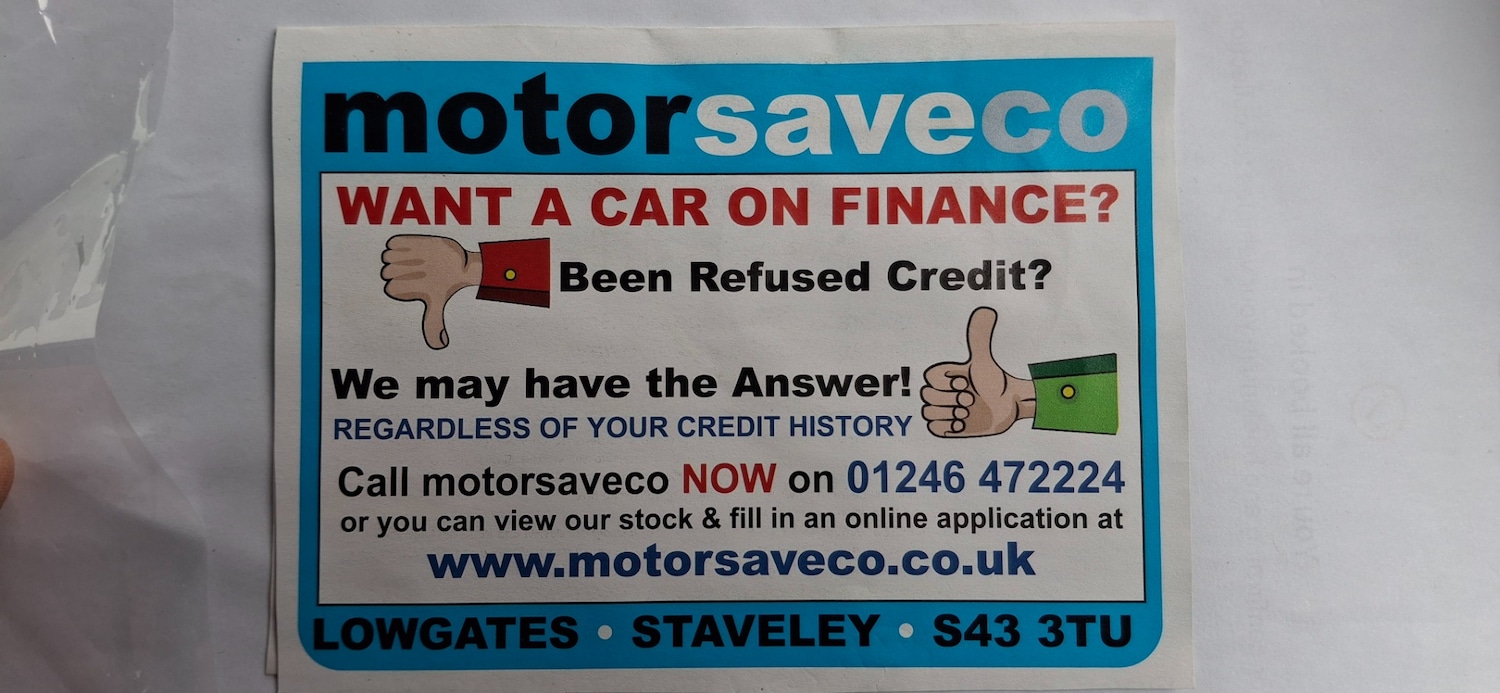 motorsaveco
WANT A CAR ON FINANCE?
Been Refused Credit?
We may have the Answer!
REGARDLESS OF YOUR CREDIT HISTORY
Call motorsaveco NOW on 01246 472224
or you can view our stock & fill in an online application at
www.motorsaveco.co.uk
LOWGATES • STAVELEY • S43 3TU